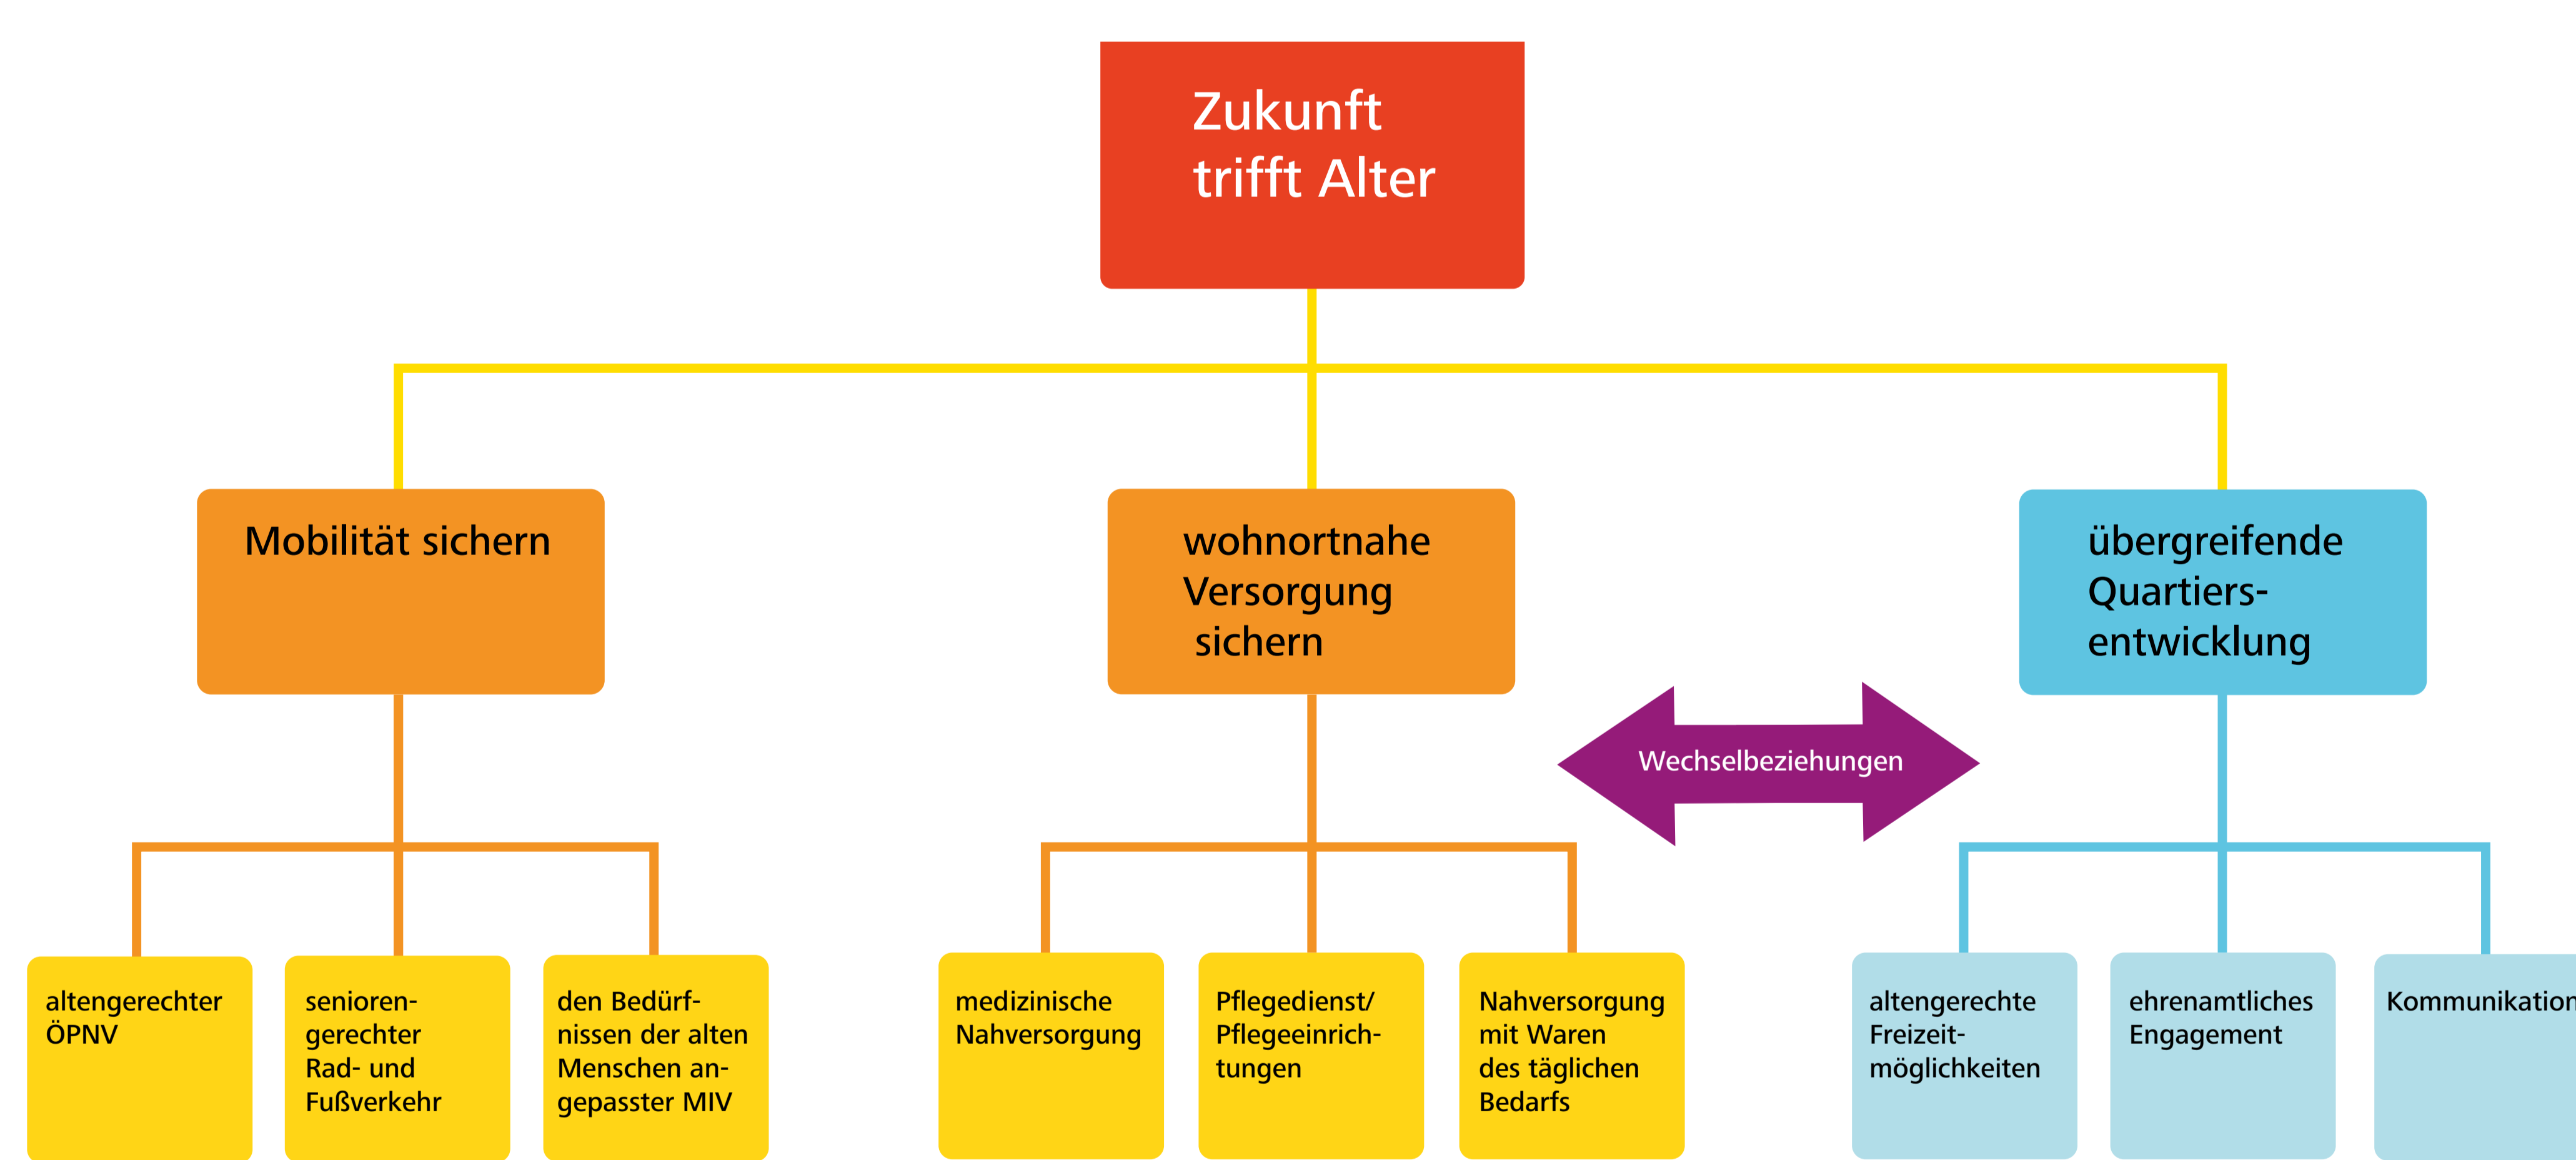 Zukunft
trifft Alter
Mobilität sichern
wohnortnahe
Versorgung
sichern
übergreifende
Quartiers-
entwicklung
Wechselbeziehungen
altengerechter
ÖPNV
senioren-
gerechter
Rad- und
Fußverkehr
den Bedürf-
nissen der alten
Menschen an-
gepasster MIV
medizinische
Nahversorgung
Pflegedienst/
Pflegeeinrich-
tungen
Nahversorgung
mit Waren
des täglichen
Bedarfs
altengerechte
Freizeit-
möglichkeiten
ehrenamtliches
Engagement
Kommunikation